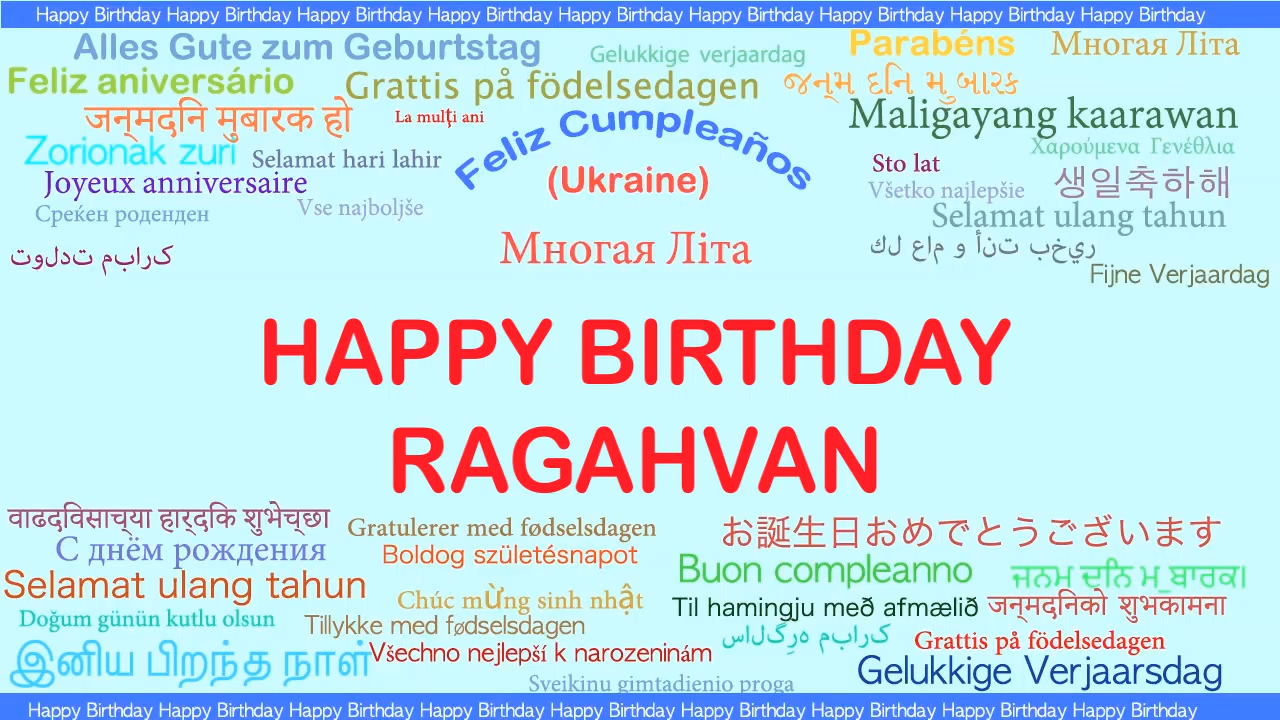 Happy Birthday Happy Birthday Happy Birthday Happy Birthday Happy Birthday Happy Birthday Happy Birthday Happy Birthday Happy Birthday
Alles Gute zum Geburtstag
Gelukkige verjaardag
Parabéns
Многая Літа
Feliz aniversário
Grattis på födelsedagen
જન્મ દિન મુબારક
जन्मदिन मुबारक हो
La mulţi ani
Feliz Cumpleaños
Maligayang kaarawan
Zorionak zuri
Selamat hari lahir
(Ukraine)
Sto lat
Χαρούμενα Γενέθλια
Joyeux anniversaire
Všetko najlepšie
생일축하해
Среќен роденден
Vse najboljše
Selamat ulang tahun
تولدت مبارک
Многая Літа
كل عام و أنت بخير
Fijne Verjaardag
HAPPY BIRTHDAY
RAGAHVAN
वाढदिवसाच्या हार्दिक शुभेच्छा
Gratulerer med fødselsdagen
お誕生日おめでとうございます
С днём рождения
Boldog születésnapot
Buon compleanno
ਜਨਮ ਦਿਨ ਮੁਬਾਰਕ।
Selamat ulang tahun
Chúc mừng sinh nhật
Til hamingju með afmælið
जन्मदिनको शुभकामना
Doğum günün kutlu olsun
Tillykke med fødselsdagen
سالگرہ مبارک
Grattis på födelsedagen
இனிய பிறந்த நாள்
Všechno nejlepší k narozeninám
Gelukkige Verjaarsdag
Sveikinu gimtadienio proga
Happy Birthday Happy Birthday Happy Birthday Happy Birthday Happy Birthday Happy Birthday Happy Birthday Happy Birthday Happy Birthday